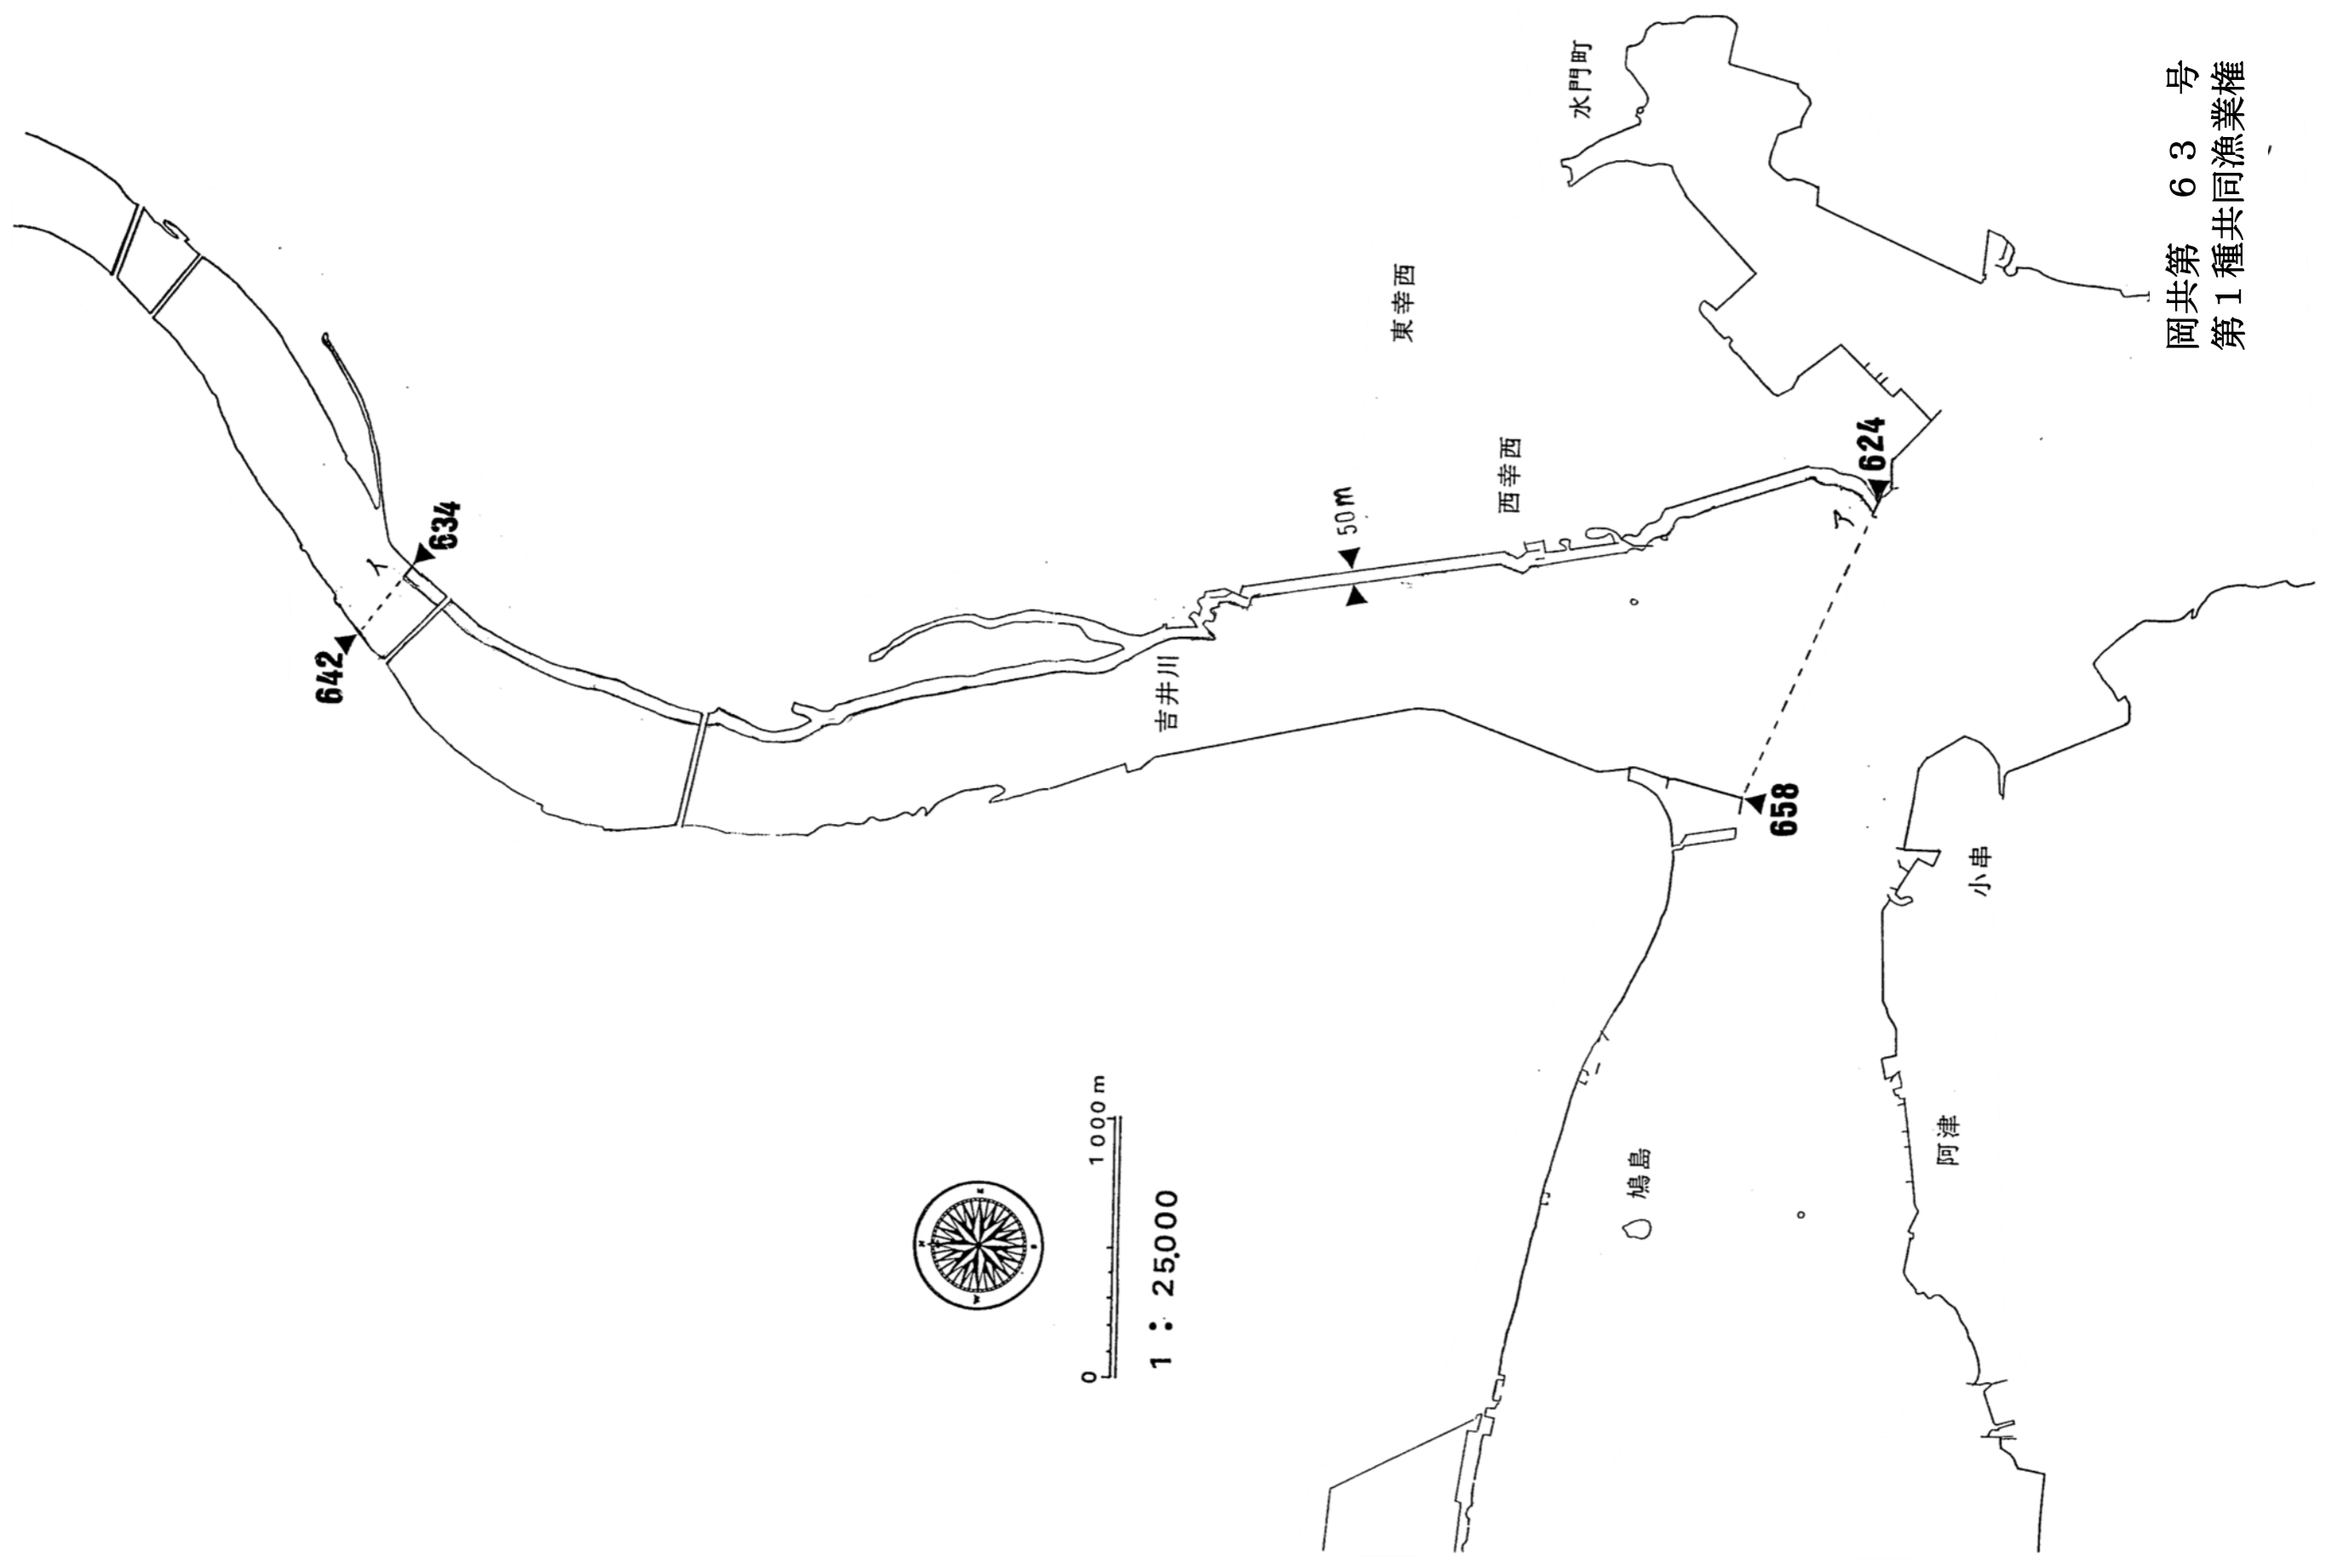 岡共第 63 号
第1種共同漁業権
水門町
東幸西
西幸西
624
ア
50m
634
イ
642
吉井川
658
小串
阿津
鳩島
0 1000m
1:25,000
N
E
S
W